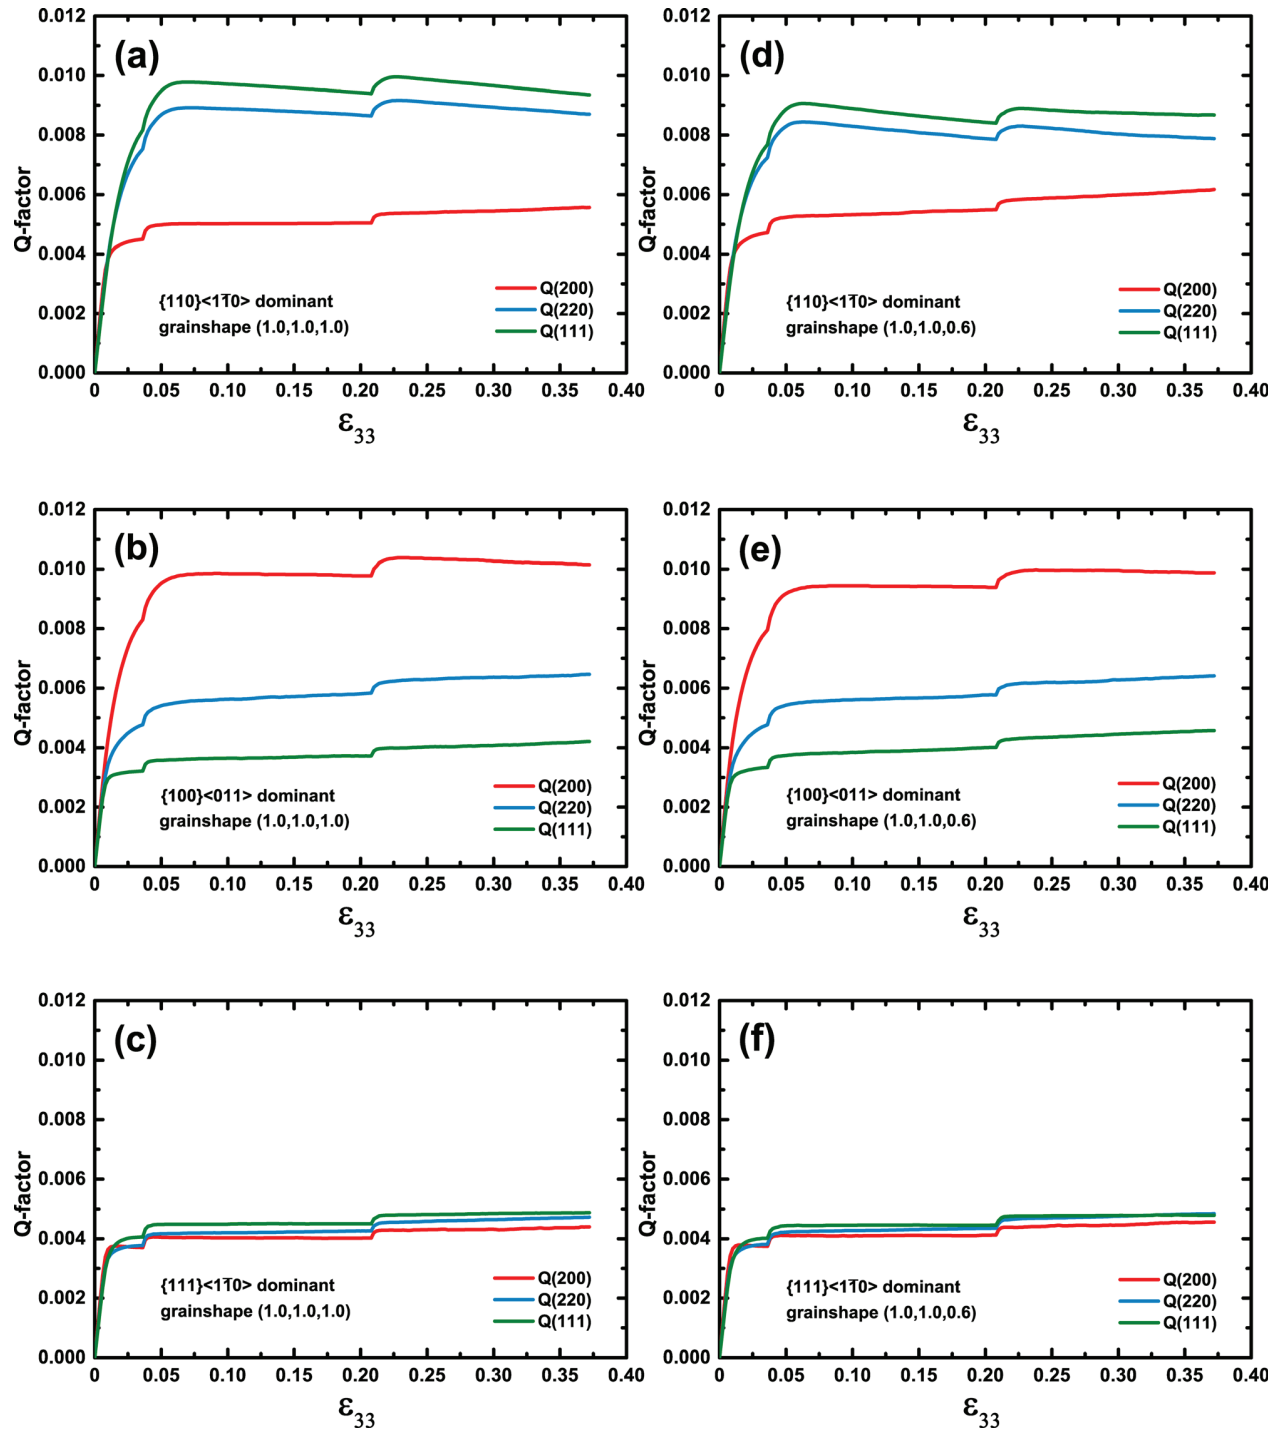 (a)
Q-factor
0.012
0.010
0.008
0.006
0.004
0.002
0.000
{110}<11̄0> dominant
grainshape (1.0,1.0,1.0)
Q(200)
Q(220)
Q(111)
0 0.05 0.10 0.15 0.20 0.25 0.30 0.35 0.40
ε33
(d)
Q-factor
0.012
0.010
0.008
0.006
0.004
0.002
0.000
{110}<11̄0> dominant
grainshape (1.0,1.0,0.6)
Q(200)
Q(220)
Q(111)
0 0.05 0.10 0.15 0.20 0.25 0.30 0.35 0.40
ε33
(b)
Q-factor
0.012
0.010
0.008
0.006
0.004
0.002
0.000
{100}<011> dominant
grainshape (1.0,1.0,1.0)
Q(200)
Q(220)
Q(111)
0 0.05 0.10 0.15 0.20 0.25 0.30 0.35 0.40
ε33
(e)
Q-factor
0.012
0.010
0.008
0.006
0.004
0.002
0.000
{100}<011> dominant
grainshape (1.0,1.0,0.6)
Q(200)
Q(220)
Q(111)
0 0.05 0.10 0.15 0.20 0.25 0.30 0.35 0.40
ε33
(c)
Q-factor
0.012
0.010
0.008
0.006
0.004
0.002
0.000
{111}<11̄0> dominant
grainshape (1.0,1.0,1.0)
Q(200)
Q(220)
Q(111)
0 0.05 0.10 0.15 0.20 0.25 0.30 0.35 0.40
ε33
(f)
Q-factor
0.012
0.010
0.008
0.006
0.004
0.002
0.000
{111}<11̄0> dominant
grainshape (1.0,1.0,0.6)
Q(200)
Q(220)
Q(111)
0 0.05 0.10 0.15 0.20 0.25 0.30 0.35 0.40
ε33